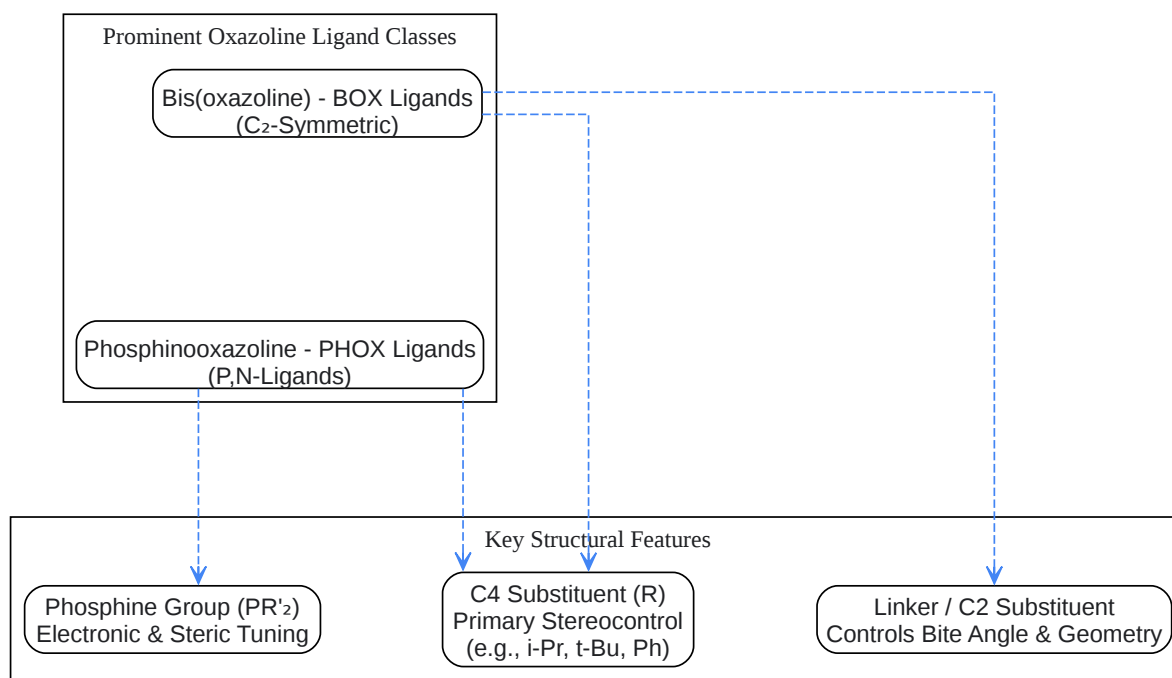 Prominent Oxazoline Ligand Classes
Bis(oxazoline) - BOX Ligands
(C₂-Symmetric)
Phosphinooxazoline - PHOX Ligands
(P,N-Ligands)
Key Structural Features
Phosphine Group (PR'₂)
Electronic & Steric Tuning
C4 Substituent (R)
Primary Stereocontrol
(e.g., i-Pr, t-Bu, Ph)
Linker / C2 Substituent
Controls Bite Angle & Geometry